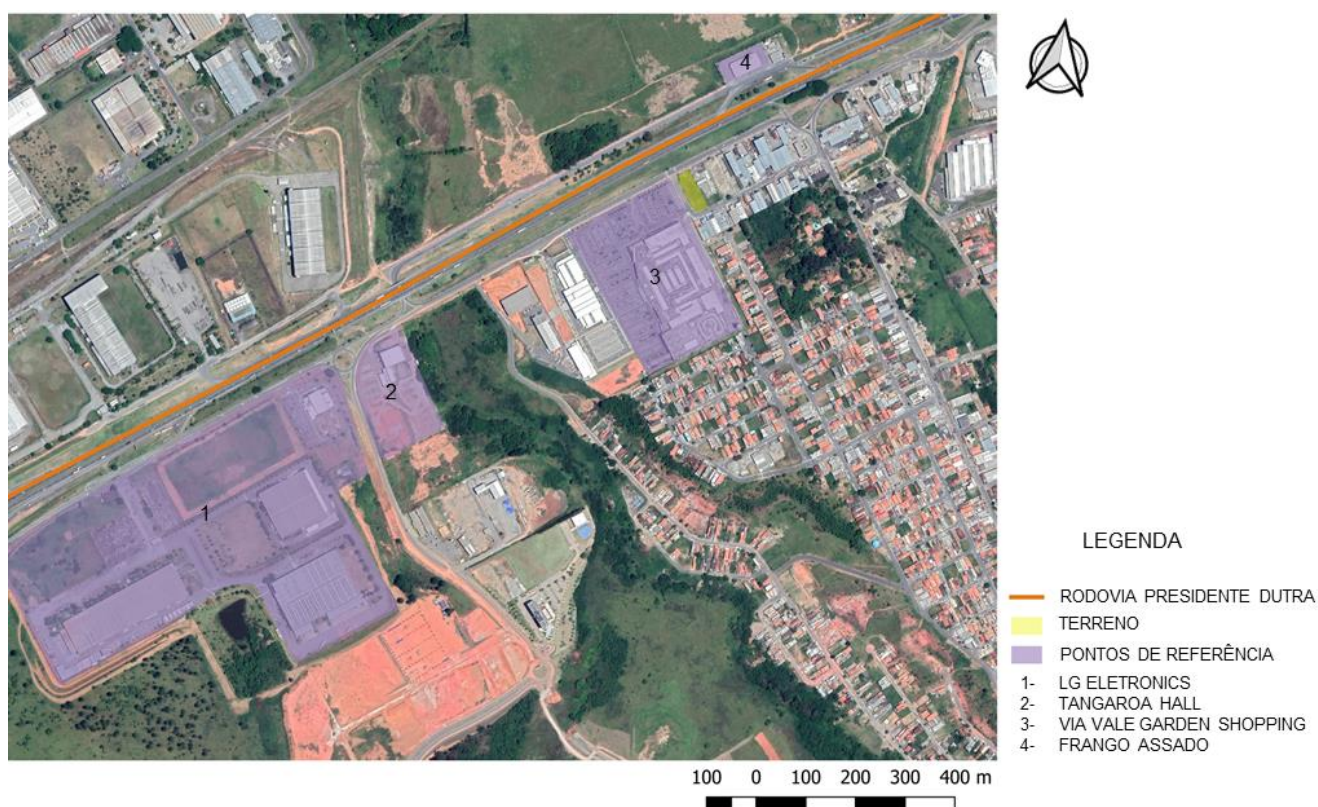 4
3
2
1
LEGENDA
RODOVIA PRESIDENTE DUTRA
TERRENO
PONTOS DE REFERÊNCIA
1- LG ELETRONICS
2- TANGAROA HALL
3- VIA VALE GARDEN SHOPPING
4- FRANGO ASSADO
100 0 100 200 300 400 m